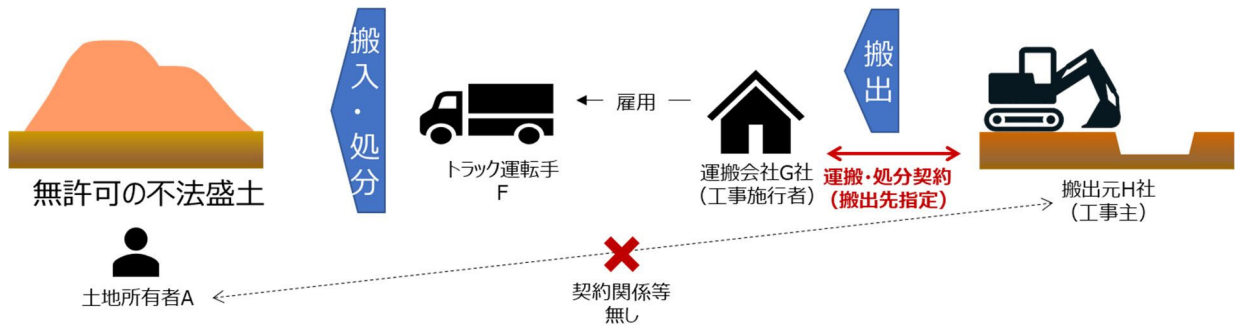 搬入・処分
搬出
雇用
無許可の不法盛土
トラック運転手
F
運搬会社G社
（工事施行者）
運搬・処分契約
（搬出先指定）
搬出元H社
（工事主）
土地所有者A
契約関係等
無し